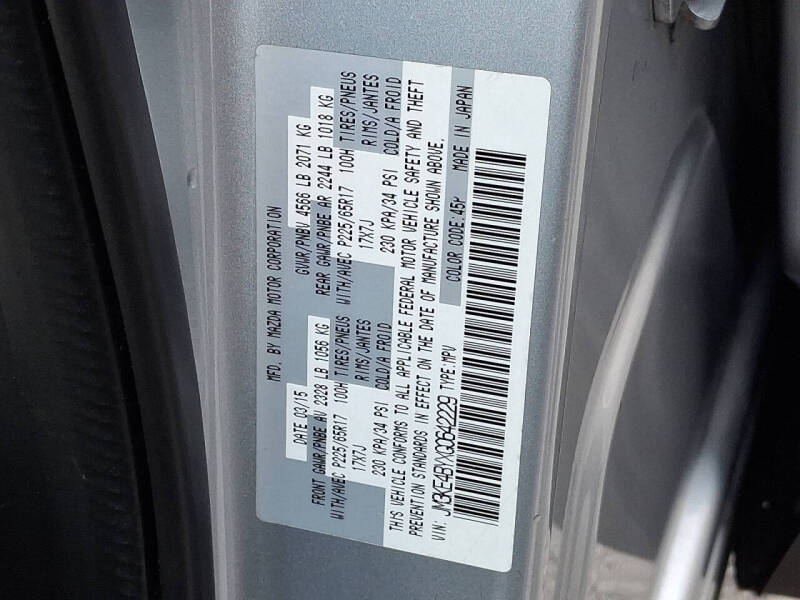 MFD. BY MAZDA MOTOR CORPORATION
DATE 03/15 GVWR/PNBV 4566 LB 2071 KG
FRONT GAWR/PNBE AV 2328 LB 1056 KG REAR GAWR/PNBE AR 2244 LB 1018 KG
WITH/AVEC P225/65R17 100H TIRES/PNEUS WITH/AVEC P225/65R17 100H TIRES/PNEUS
17X7J RIMS/JANTES 17X7J RIMS/JANTES
230 KPA/34 PSI COLD/A FROID 230 KPA/34 PSI COLD/A FROID
THIS VEHICLE CONFORMS TO ALL APPLICABLE FEDERAL MOTOR VEHICLE SAFETY AND THEFT
PREVENTION STANDARDS IN EFFECT ON THE DATE OF MANUFACTURE SHOWN ABOVE.
VIN: JM3KE4BYXG0642229 TYPE:MPV COLOR CODE:45P MADE IN JAPAN